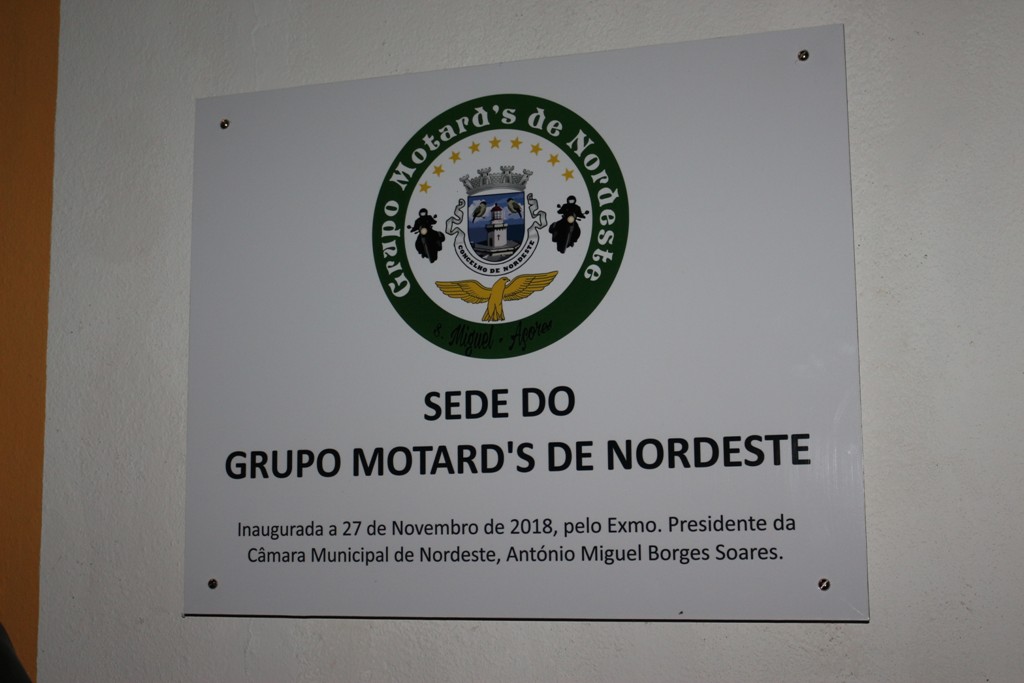 Grupo Motard's de Nordeste
CONCELHO DE NORDESTE
S. Miguel - Açores
SEDE DO
GRUPO MOTARD'S DE NORDESTE
Inaugurada a 27 de Novembro de 2018, pelo Exmo. Presidente da
Câmara Municipal de Nordeste, António Miguel Borges Soares.